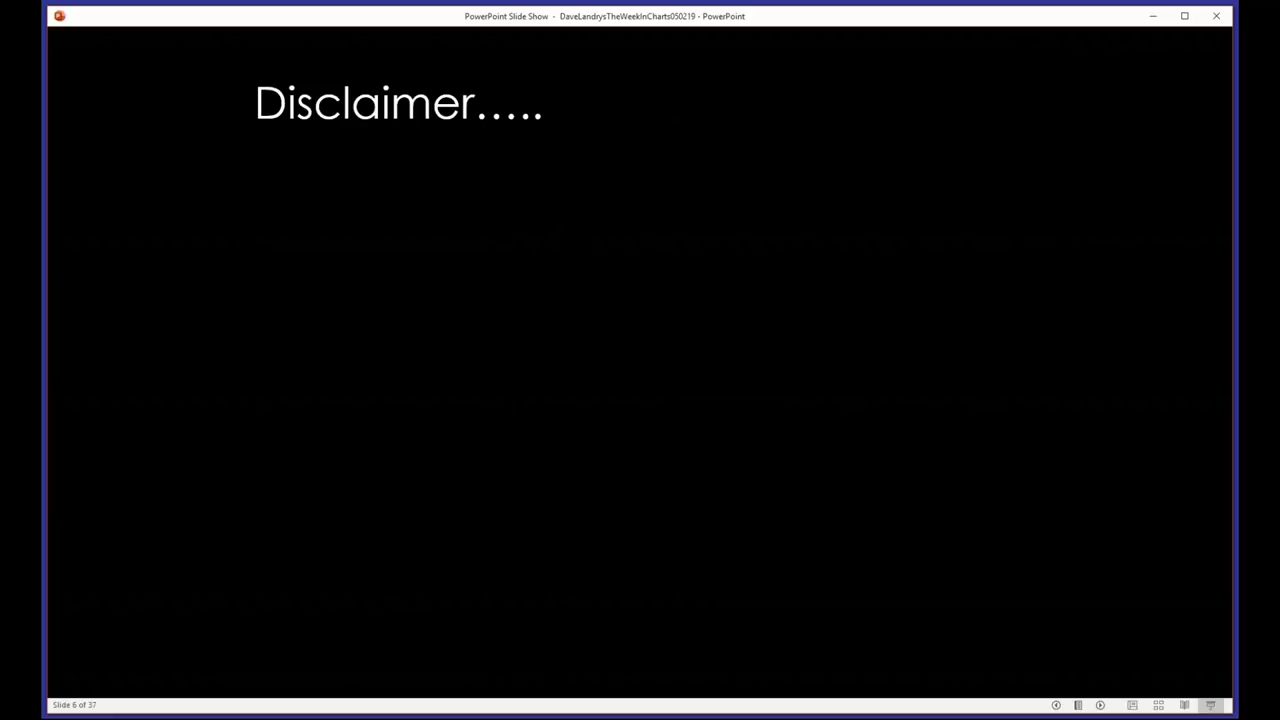 PowerPoint Slide Show - DaveLandrysTheWeekInCharts050219 - PowerPoint
Disclaimer.....
Slide 6 of 37